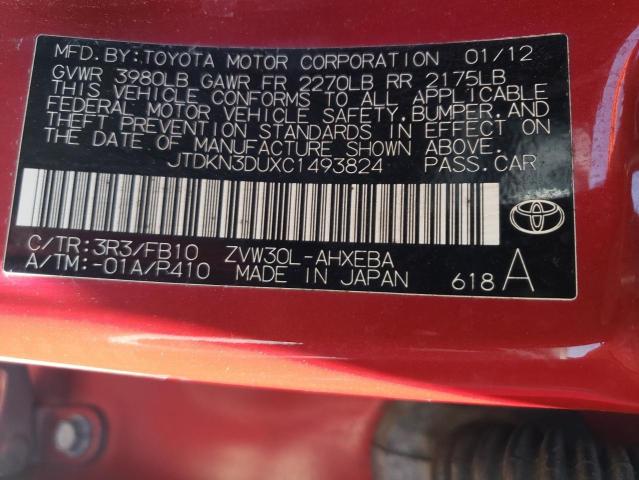 MFD. BY: TOYOTA MOTOR CORPORATION 01/12
GVWR 3980LB GAWR FR 2270LB RR 2175LB
THIS VEHICLE CONFORMS TO ALL APPLICABLE
FEDERAL MOTOR VEHICLE SAFETY, BUMPER, AND
THEFT PREVENTION STANDARDS IN EFFECT ON
THE DATE OF MANUFACTURE SHOWN ABOVE.
JTDKN3DUXC1493824 PASS. CAR
C/TR: 3R3/FB10 ZVW30L-AHXEBA
A/TM: -01A/P410 MADE IN JAPAN 618 A